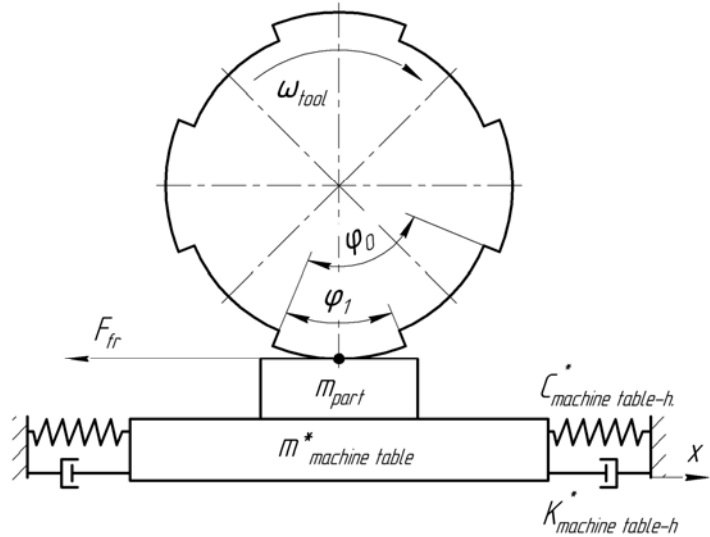 ω_tool
φ_0
φ_1
F_fr
m_part
C*_machine table-h.
m*_machine table
x
K*_machine table-h